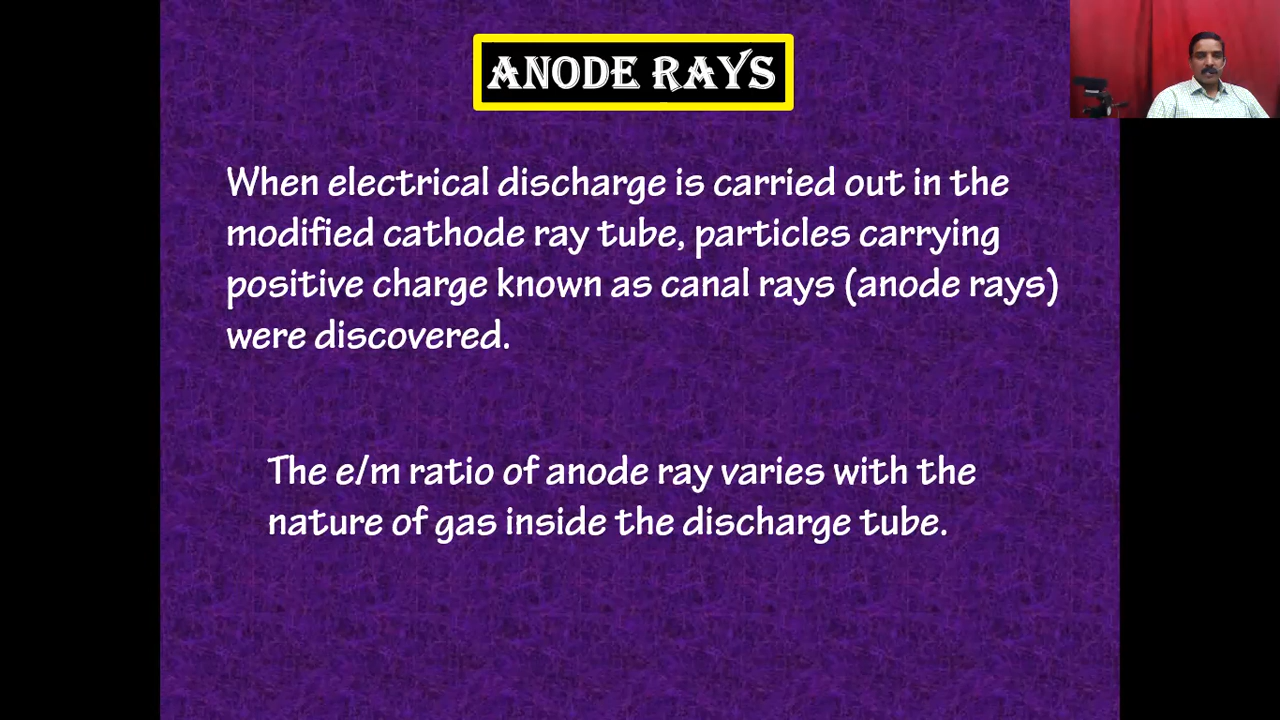 ANODE RAYS
When electrical discharge is carried out in the
modified cathode ray tube, particles carrying
positive charge known as canal rays (anode rays)
were discovered.
The e/m ratio of anode ray varies with the
nature of gas inside the discharge tube.